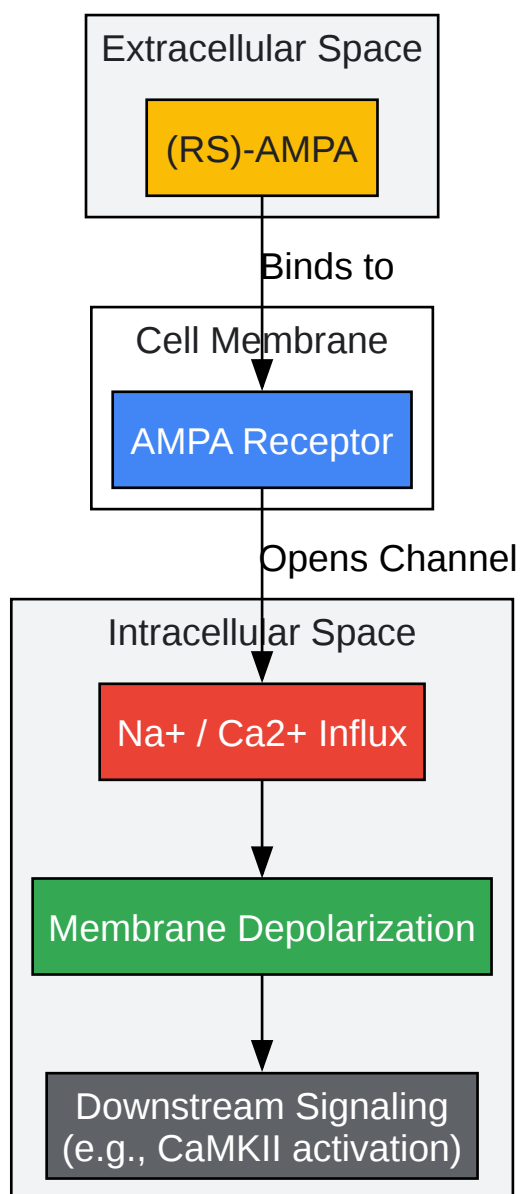 Extracellular Space
(RS)-AMPA
Binds to
Cell Membrane
AMPA Receptor
Opens Channel
Intracellular Space
Na+ / Ca2+ Influx
Membrane Depolarization
Downstream Signaling
(e.g., CaMKII activation)